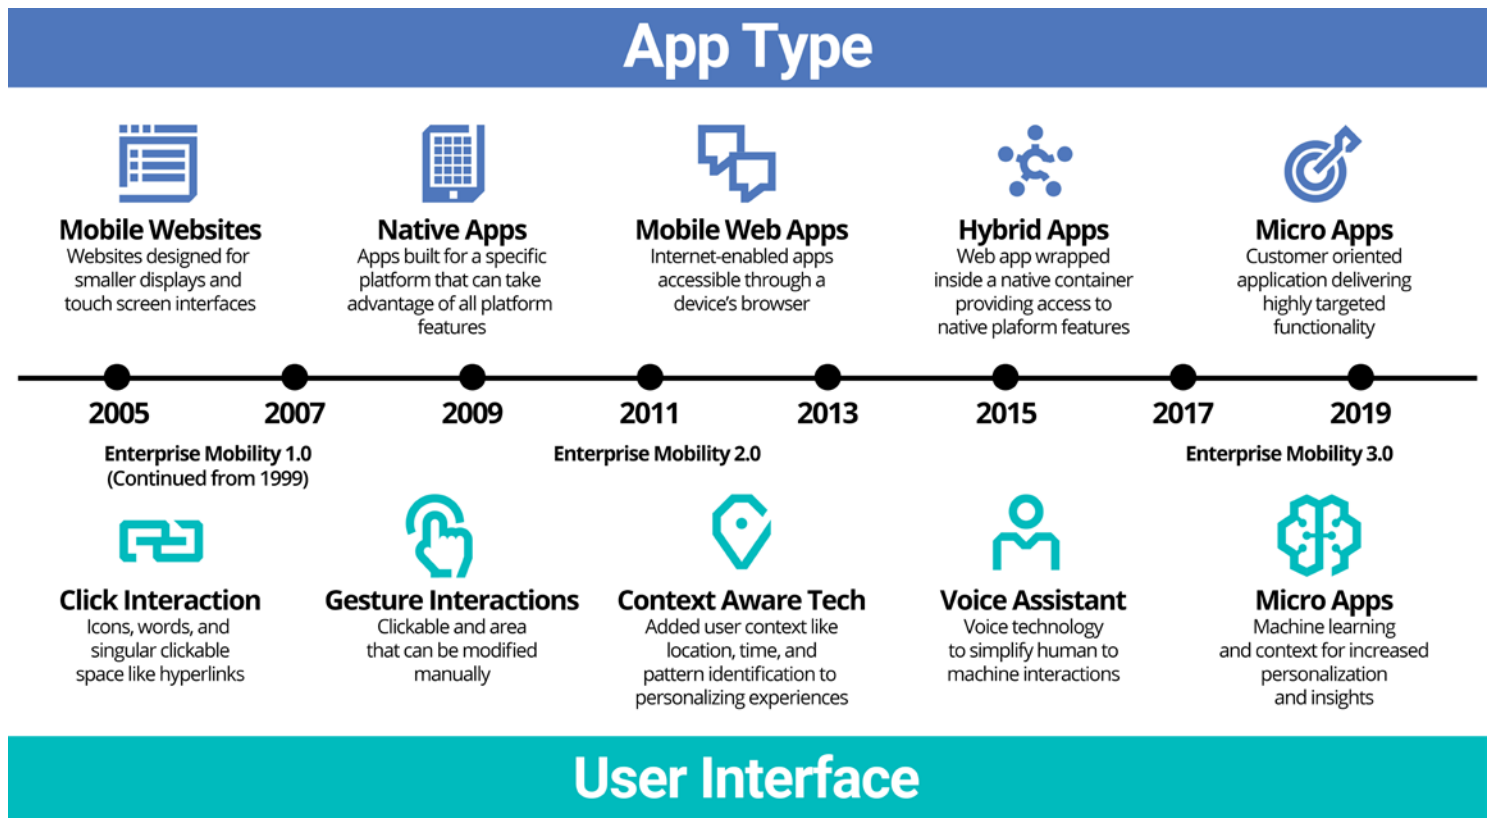 App Type
Mobile Websites
Websites designed for
smaller displays and
touch screen interfaces
Native Apps
Apps built for a specific
platform that can take
advantage of all platform
features
Mobile Web Apps
Internet-enabled apps
accessible through a
device's browser
Hybrid Apps
Web app wrapped
inside a native container
providing access to
native plaform features
Micro Apps
Customer oriented
application delivering
highly targeted
functionality
2005
2007
2009
2011
2013
2015
2017
2019
Enterprise Mobility 1.0
(Continued from 1999)
Enterprise Mobility 2.0
Enterprise Mobility 3.0
Click Interaction
Icons, words, and
singular clickable
space like hyperlinks
Gesture Interactions
Clickable and area
that can be modified
manually
Context Aware Tech
Added user context like
location, time, and
pattern identification to
personalizing experiences
Voice Assistant
Voice technology
to simplify human to
machine interactions
Micro Apps
Machine learning
and context for increased
personalization
and insights
User Interface